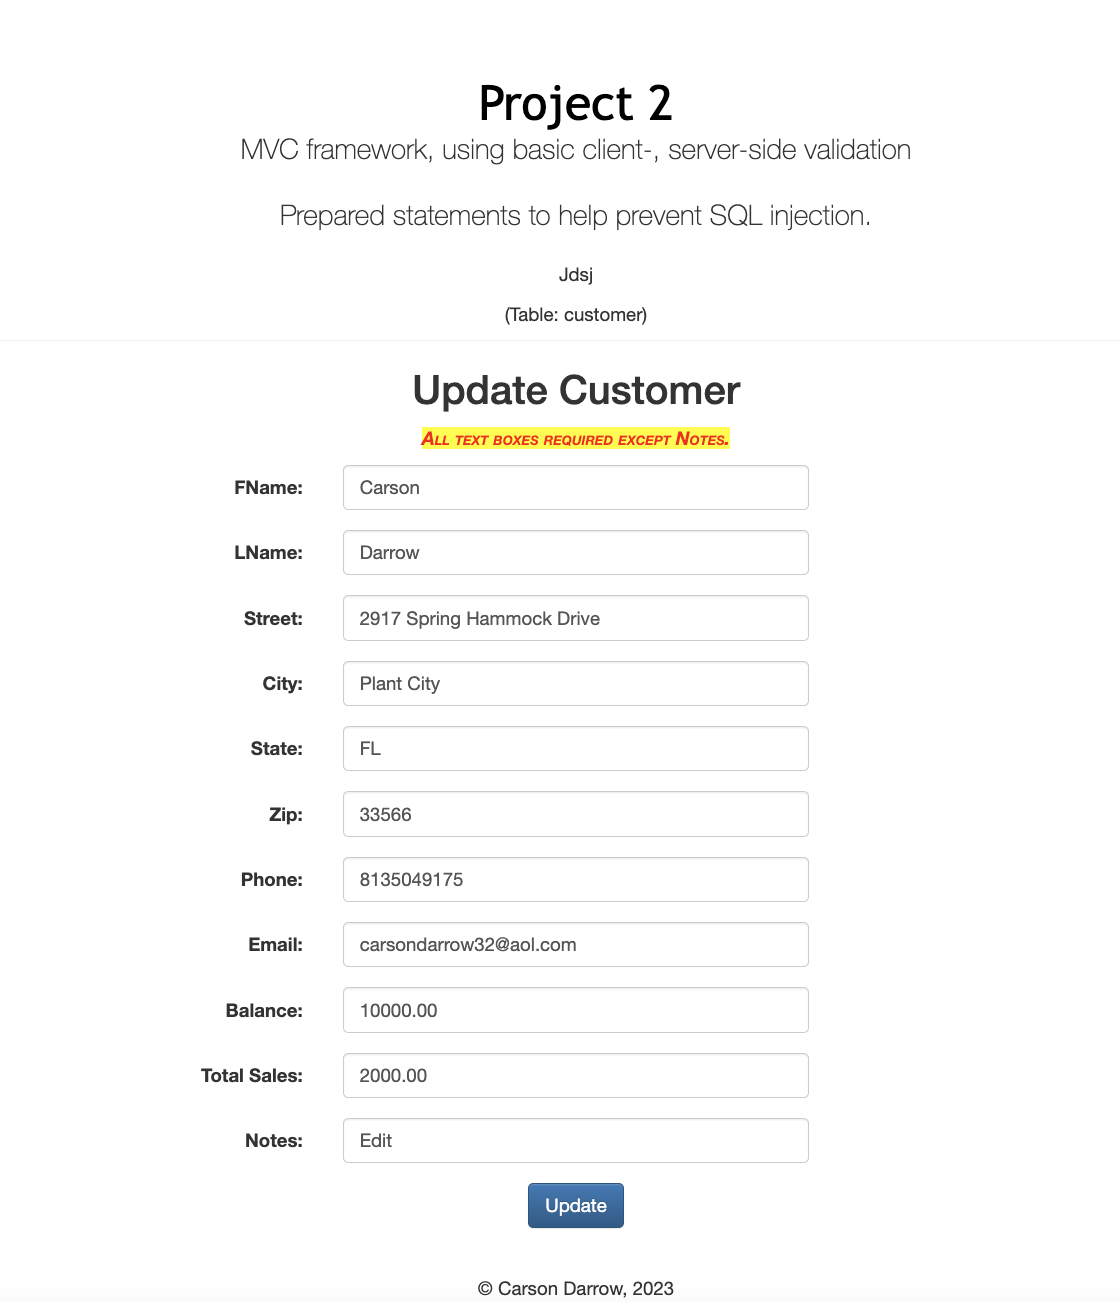 Project 2
MVC framework, using basic client-, server-side validation
Prepared statements to help prevent SQL injection.
Jdsj
(Table: customer)
Update Customer
All text boxes required except Notes.
FName: Carson
LName: Darrow
Street: 2917 Spring Hammock Drive
City: Plant City
State: FL
Zip: 33566
Phone: 8135049175
Email: carsondarrow32@aol.com
Balance: 10000.00
Total Sales: 2000.00
Notes: Edit
Update
© Carson Darrow, 2023